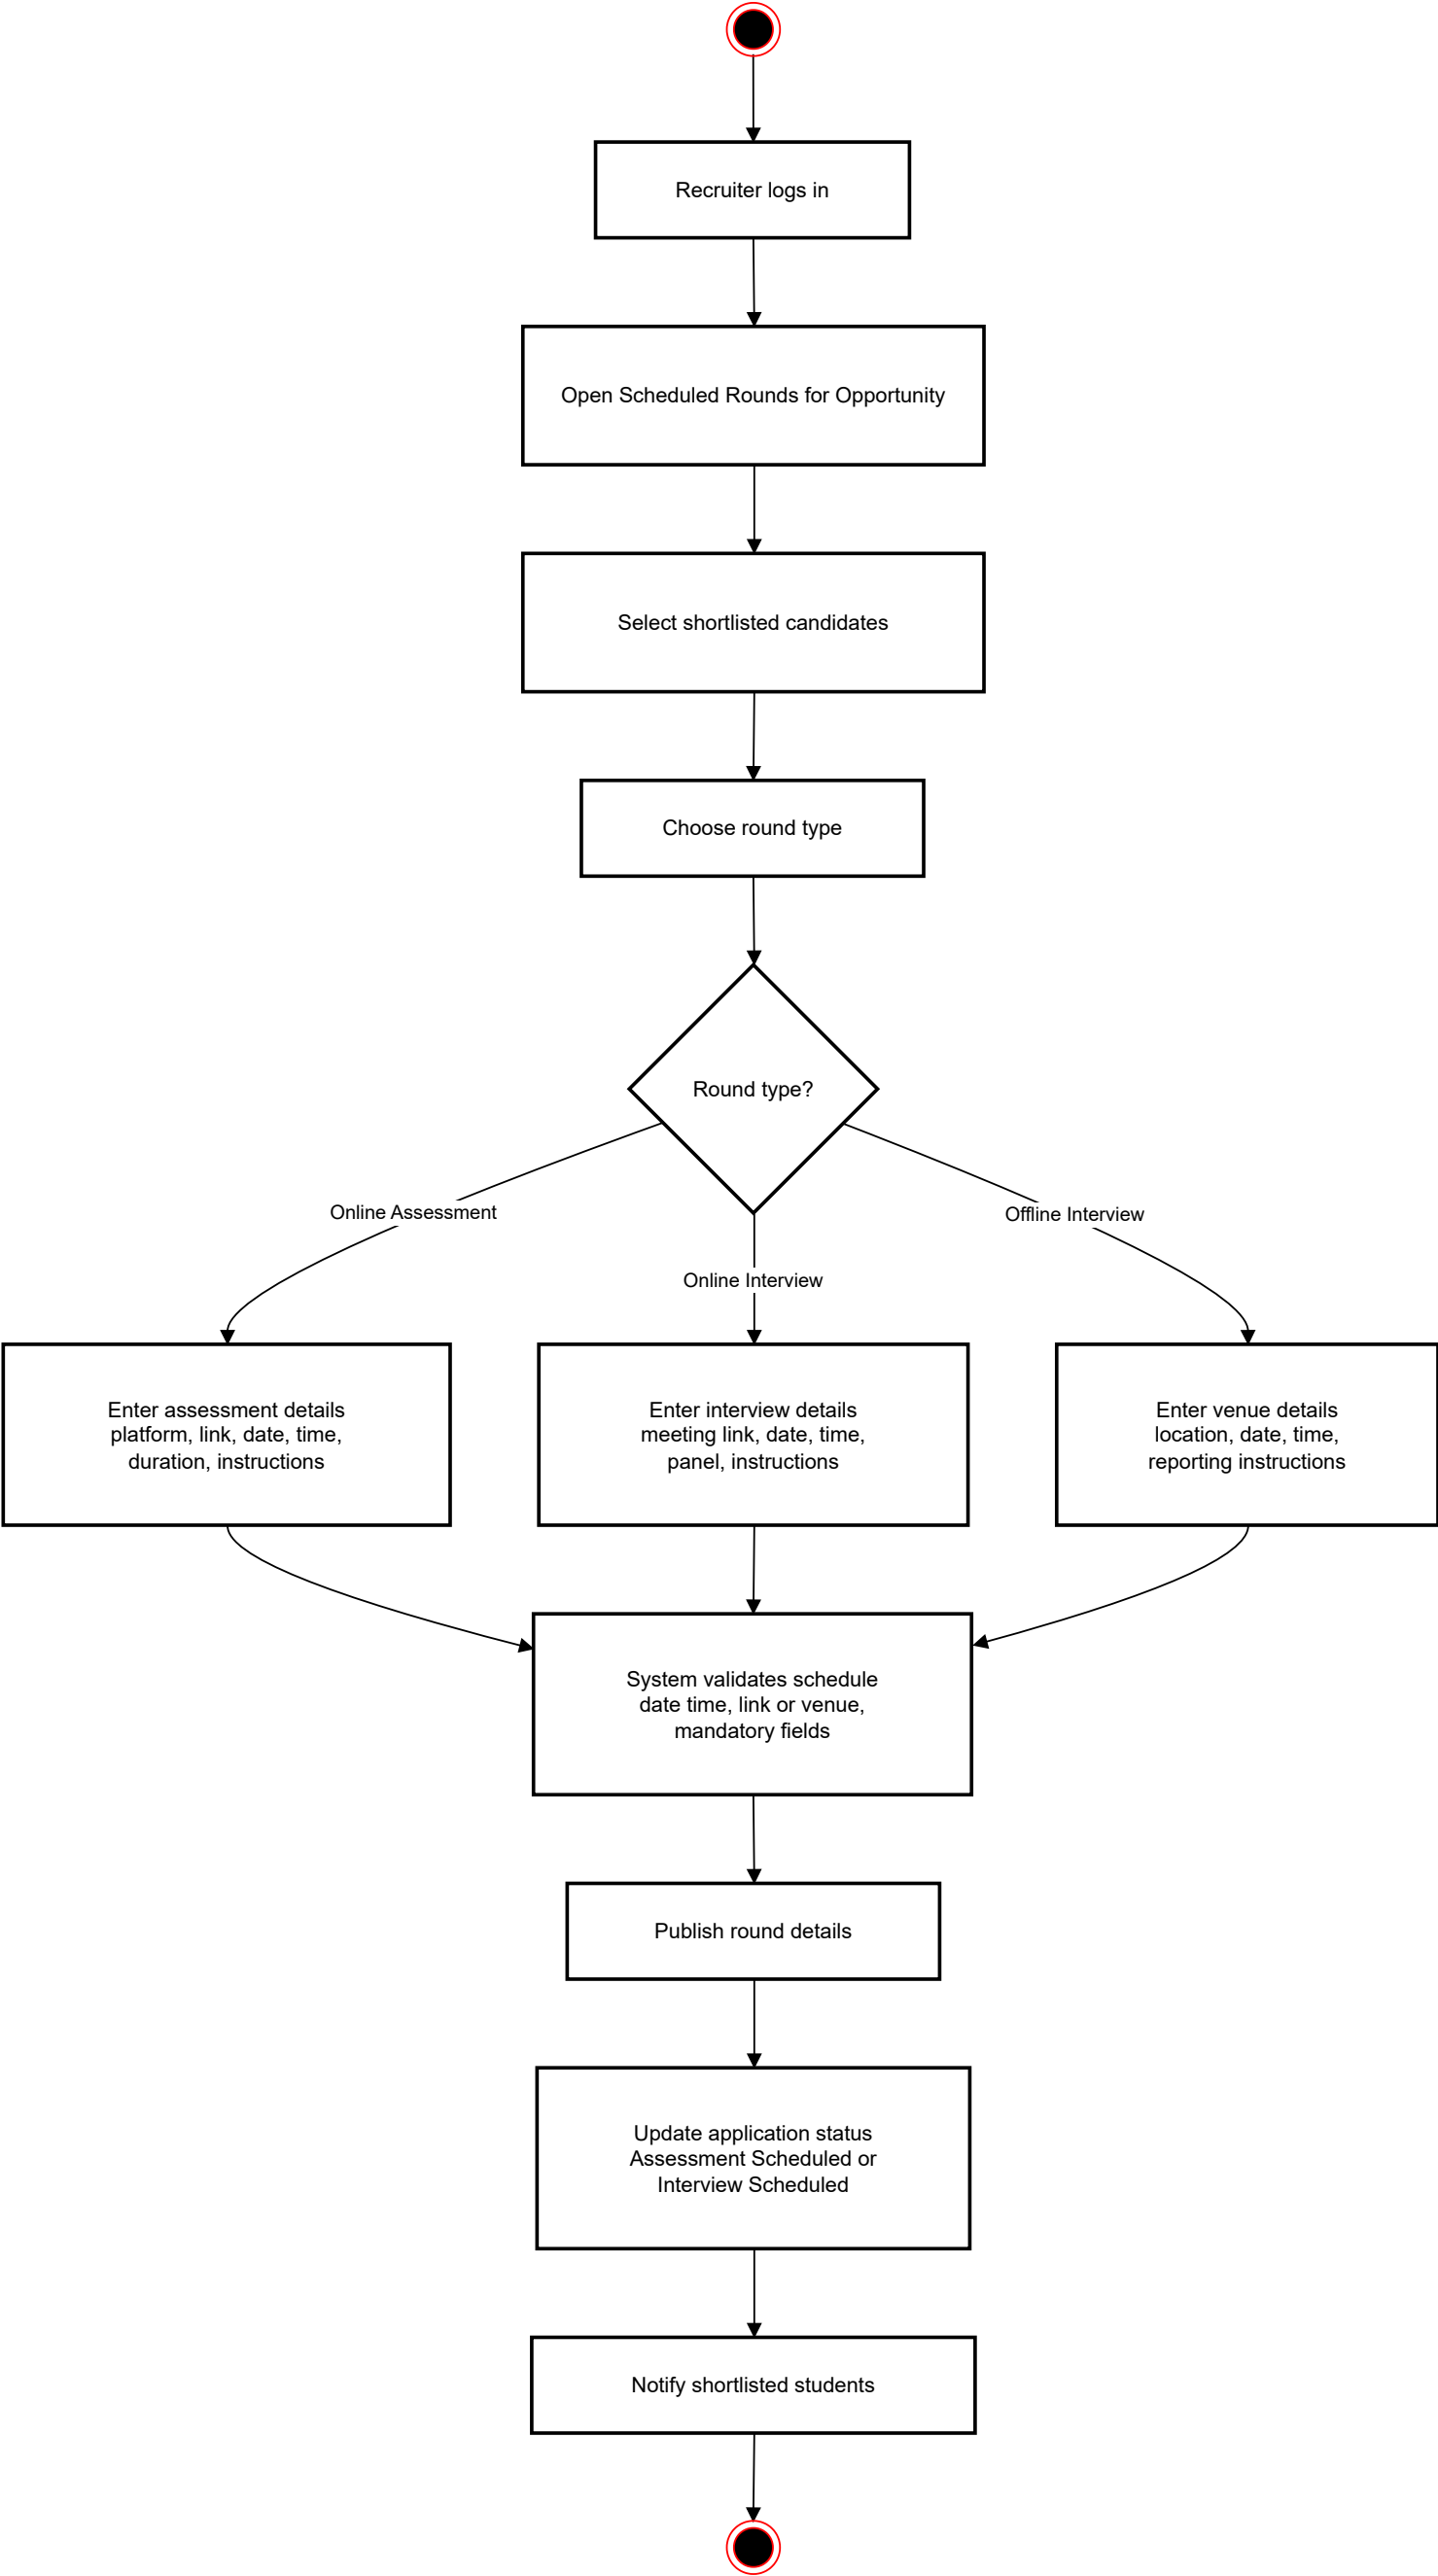 Recruiter logs in
Open Scheduled Rounds for Opportunity
Select shortlisted candidates
Choose round type
Round type?
Online Assessment
Offline Interview
Online Interview
Enter assessment details
platform, link, date, time,
duration, instructions
Enter interview details
meeting link, date, time,
panel, instructions
Enter venue details
location, date, time,
reporting instructions
System validates schedule
date time, link or venue,
mandatory fields
Publish round details
Update application status
Assessment Scheduled or
Interview Scheduled
Notify shortlisted students